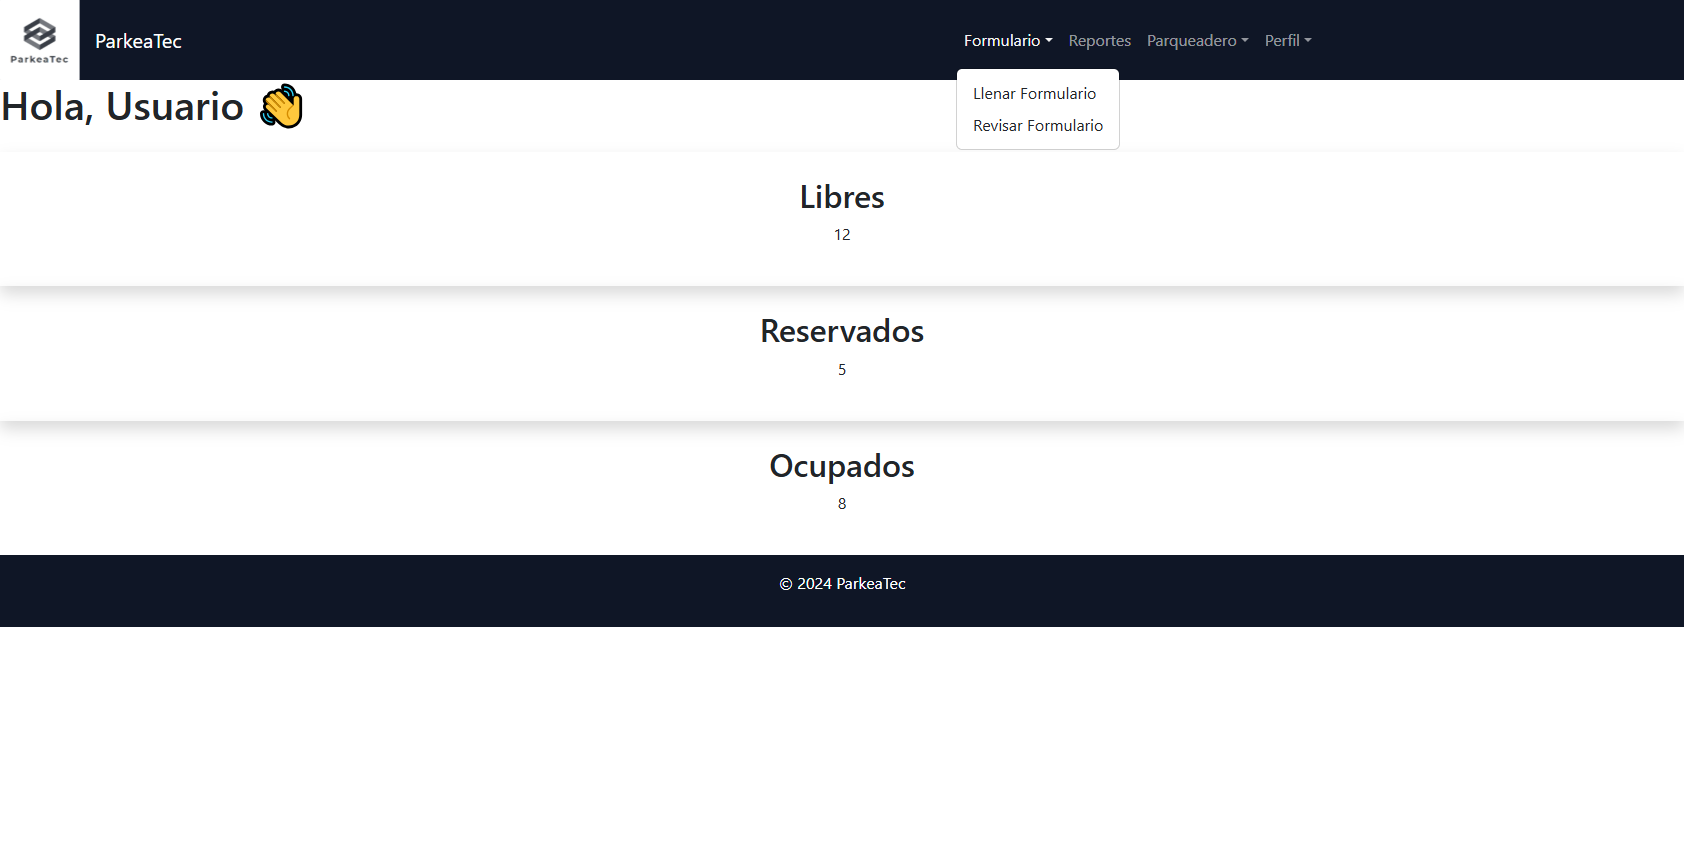 ParkeaTec
ParkeaTec
Formulario Reportes Parqueadero Perfil
Llenar Formulario
Revisar Formulario
Hola, Usuario 👋
Libres
12
Reservados
5
Ocupados
8
© 2024 ParkeaTec